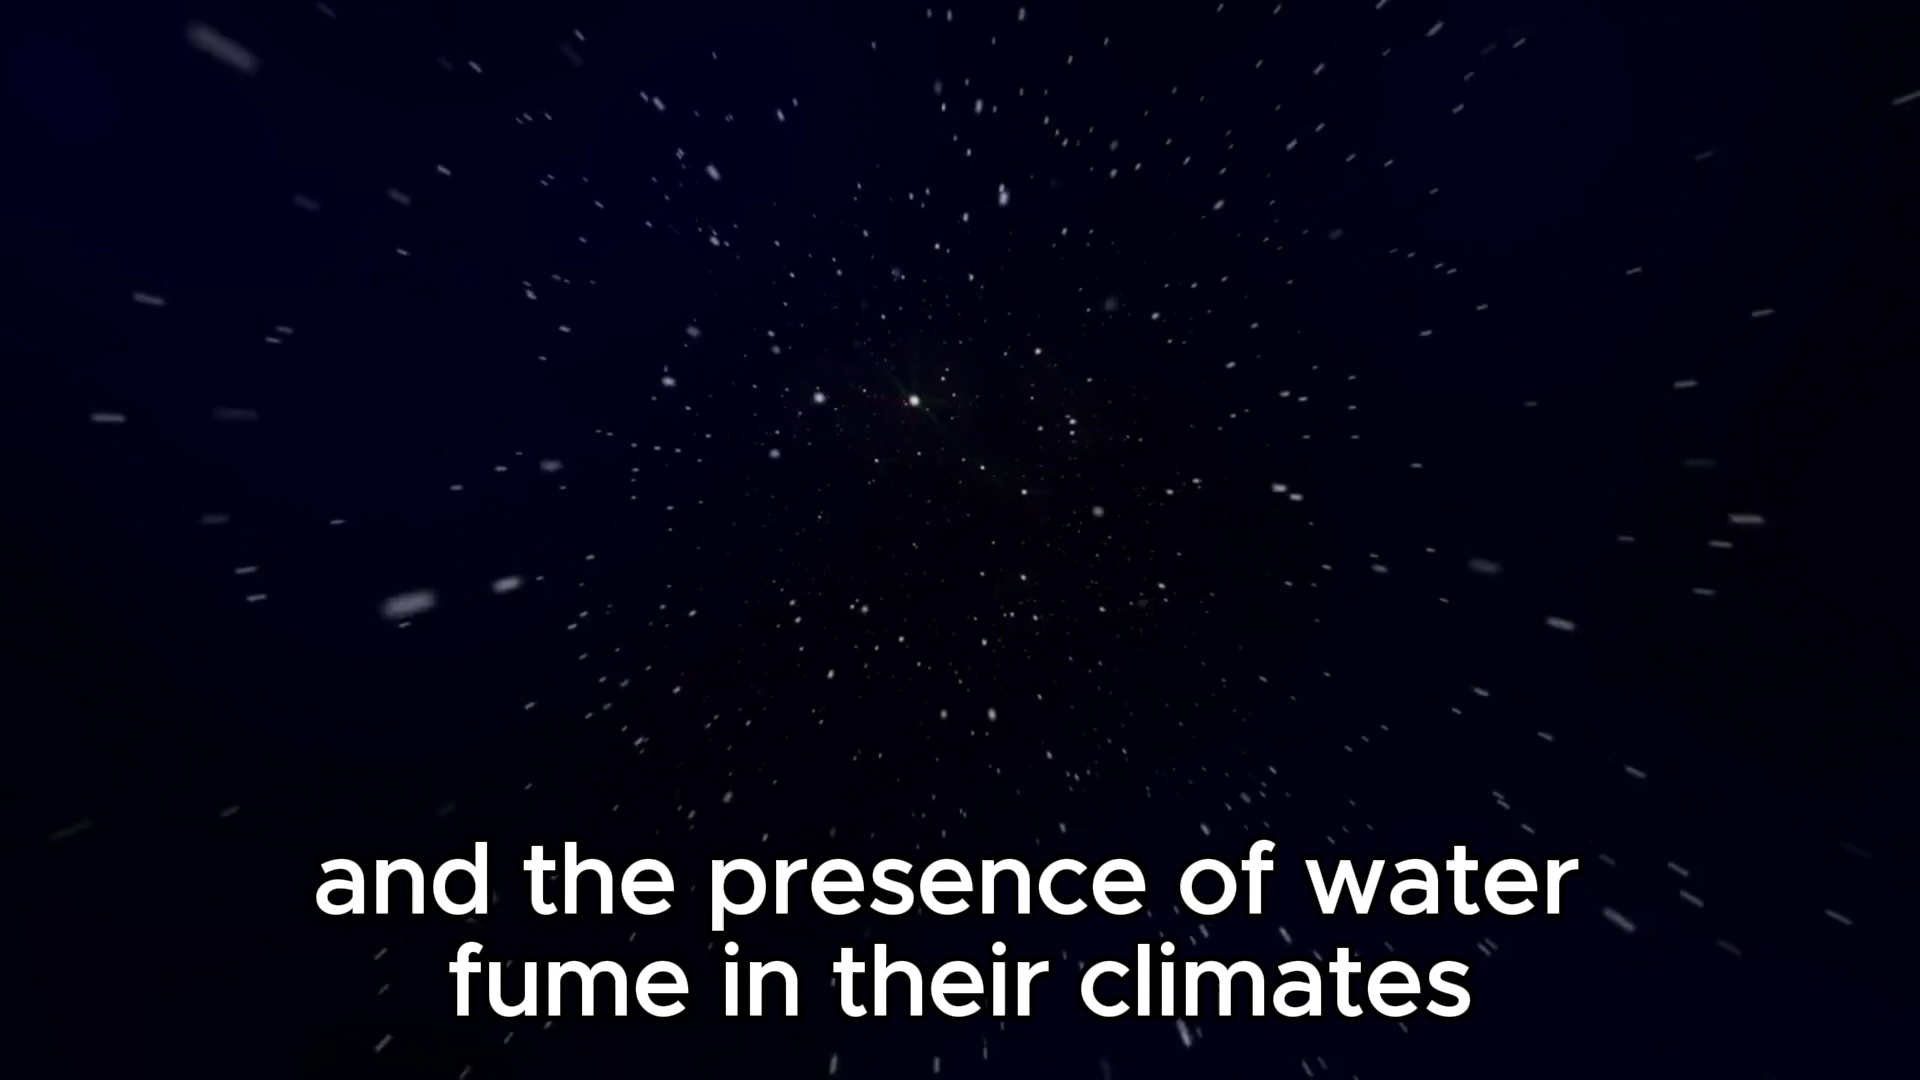 and the presence of water
fume in their climates